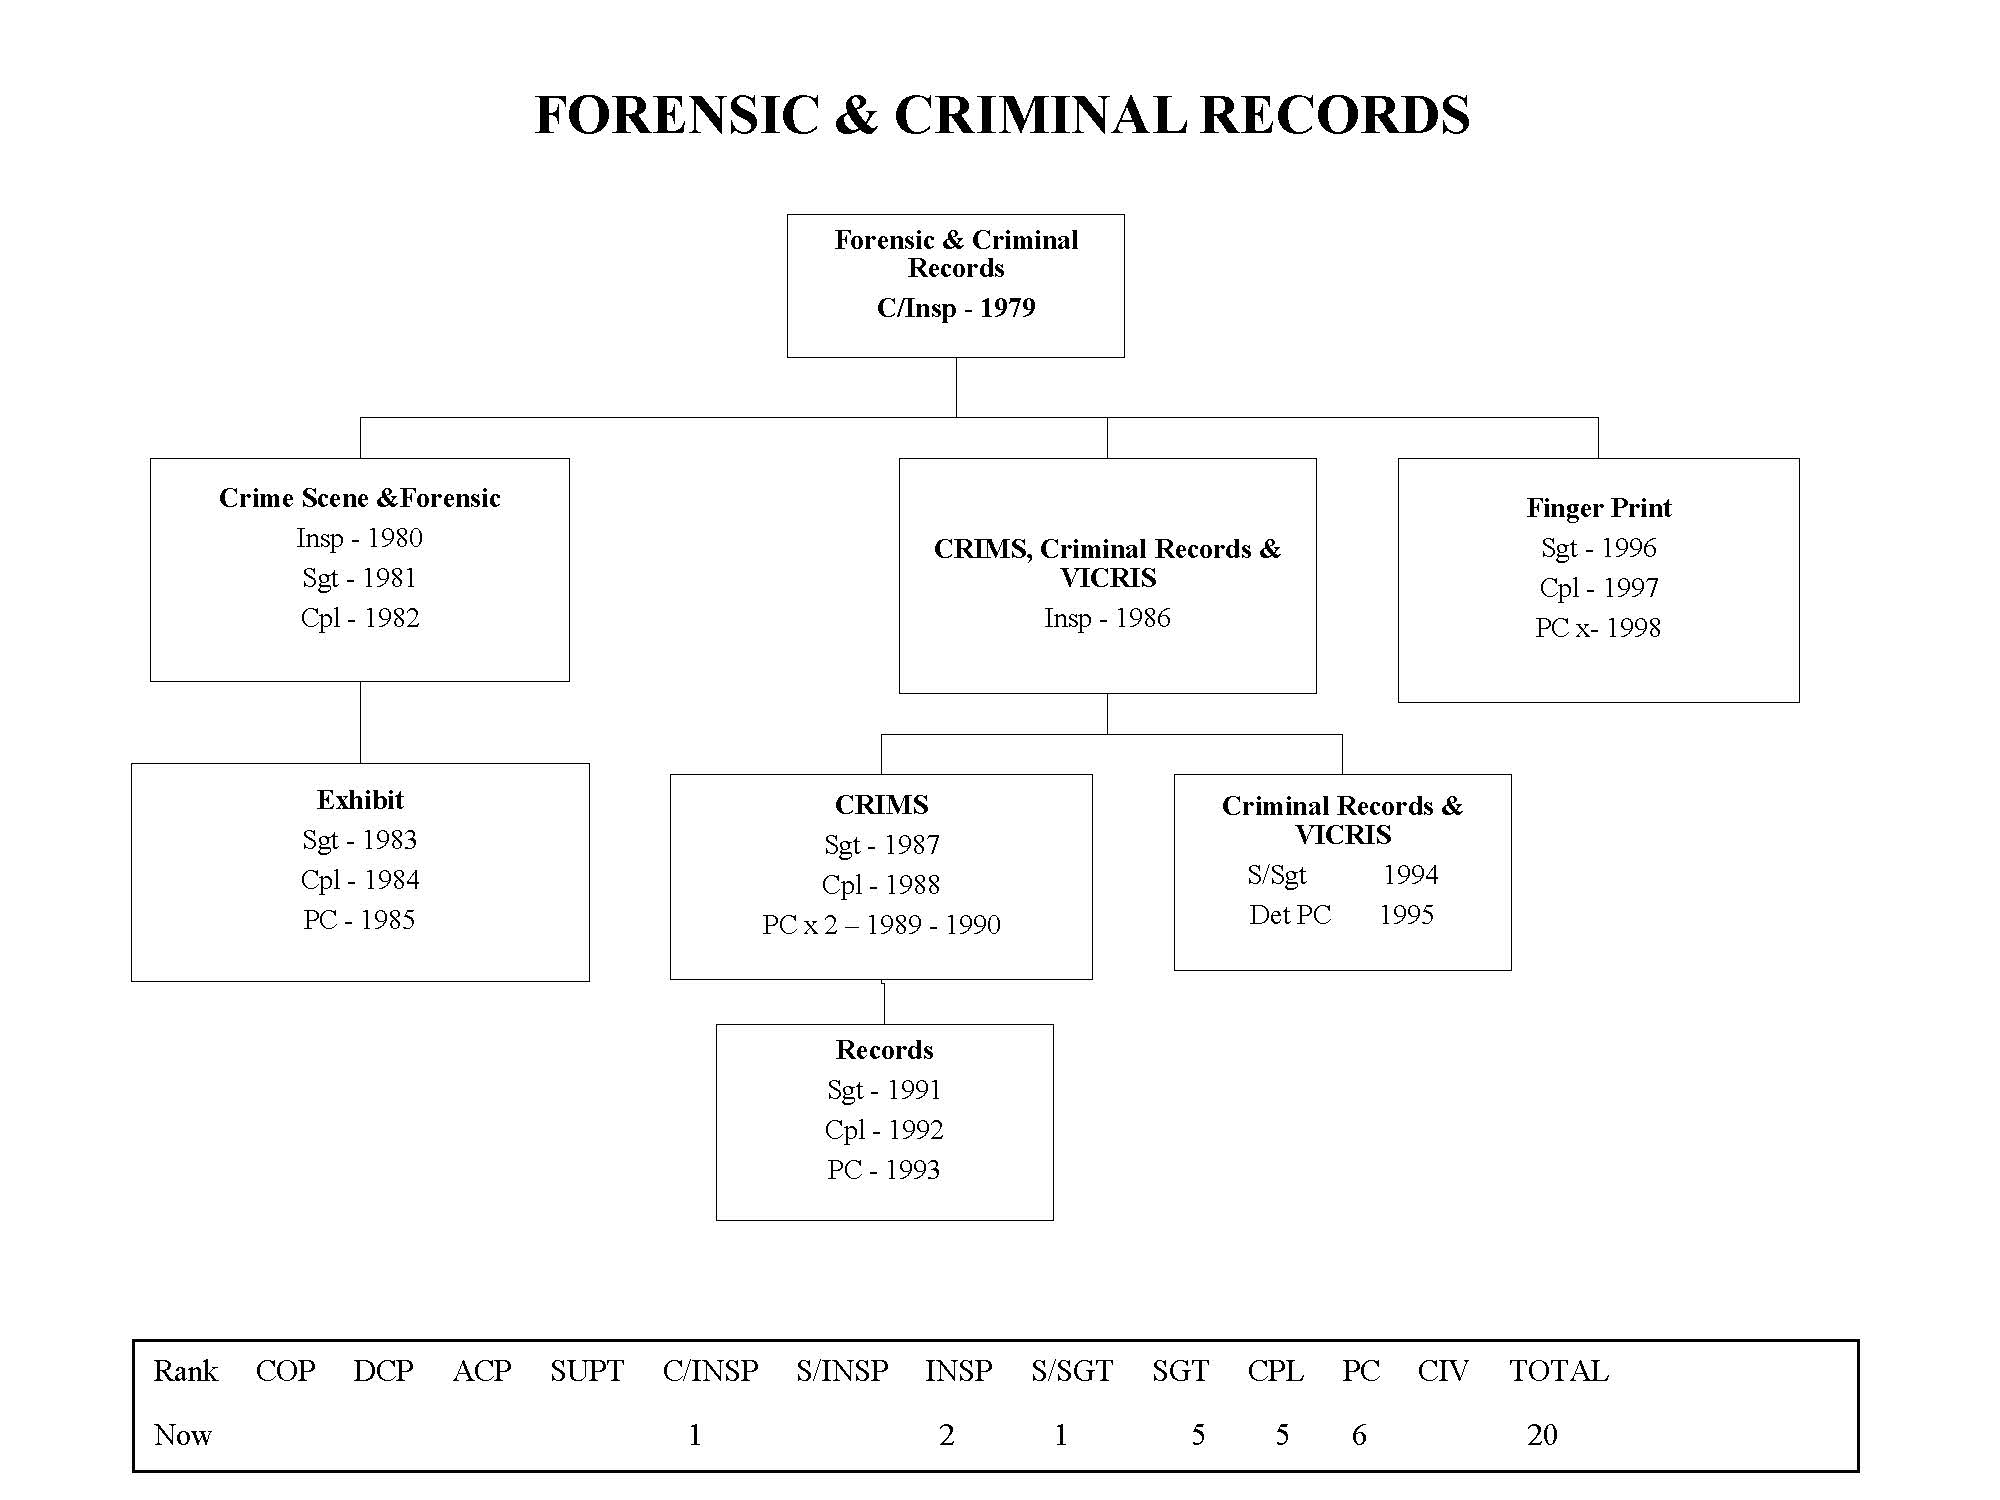 FORENSIC & CRIMINAL RECORDS
Forensic & Criminal
Records
C/Insp - 1979
Crime Scene &Forensic
Insp - 1980
Sgt - 1981
Cpl - 1982
CRIMS, Criminal Records &
VICRIS
Insp - 1986
Finger Print
Sgt - 1996
Cpl - 1997
PC x- 1998
Exhibit
Sgt - 1983
Cpl - 1984
PC - 1985
CRIMS
Sgt - 1987
Cpl - 1988
PC x 2 – 1989 - 1990
Criminal Records &
VICRIS
S/Sgt 1994
Det PC 1995
Records
Sgt - 1991
Cpl - 1992
PC - 1993
Rank COP DCP ACP SUPT C/INSP S/INSP INSP S/SGT SGT CPL PC CIV TOTAL
Now 1 2 1 5 5 6 20